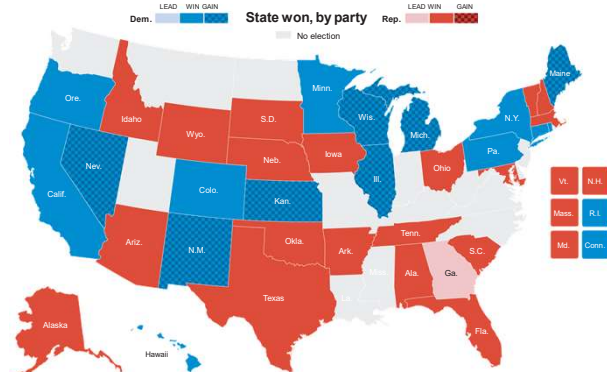 LEAD WIN GAIN
Dem.
State won, by party
LEAD WIN GAIN
Rep.
No election
Maine
Ore.
Minn.
Idaho
Wis.
N.Y.
S.D.
Mich.
Wyo.
Iowa
Pa.
Neb.
Ohio
Nev.
Ill.
Vt.
N.H.
Calif.
Colo.
Kan.
Mass.
R.I.
Ariz.
N.M.
Okla.
Ark.
Tenn.
S.C.
Md.
Conn.
Miss.
Ala.
Ga.
Texas
La.
Fla.
Alaska
Hawaii